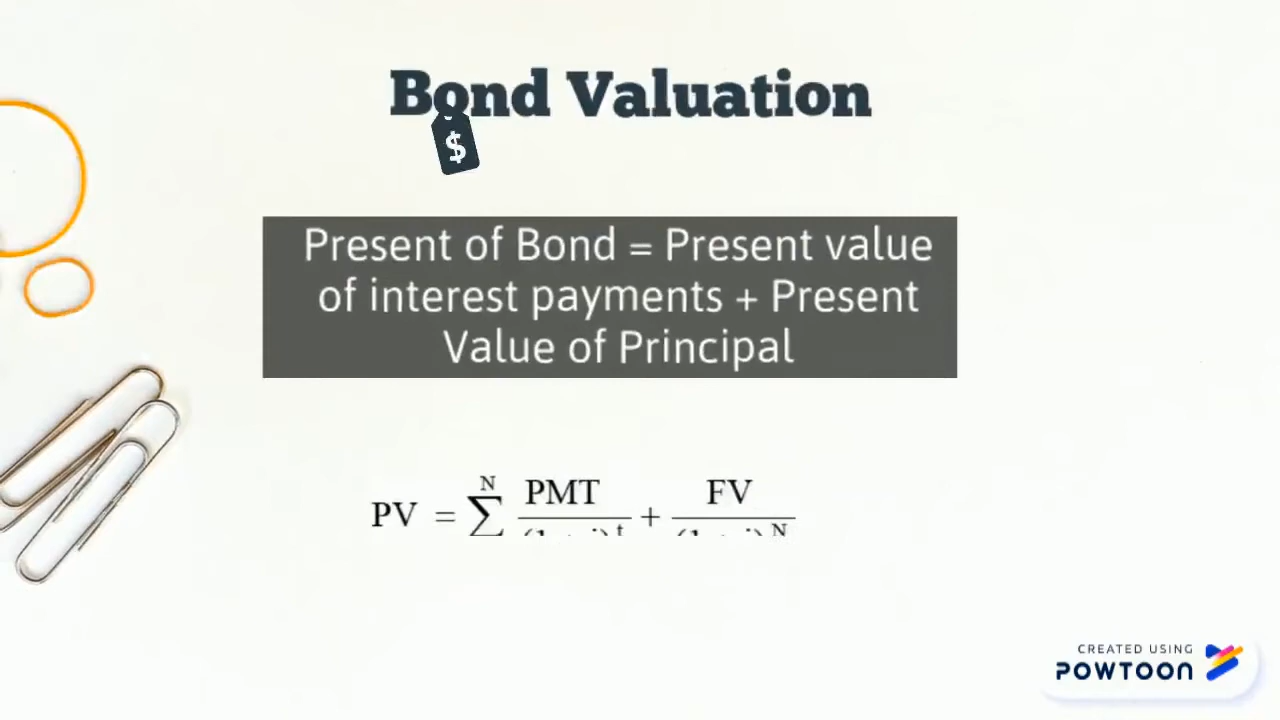 Bond Valuation
$
Present of Bond = Present value
of interest payments + Present
Value of Principal
N
PV = ∑ PMT + FV
t N
CREATED USING
POWTOON